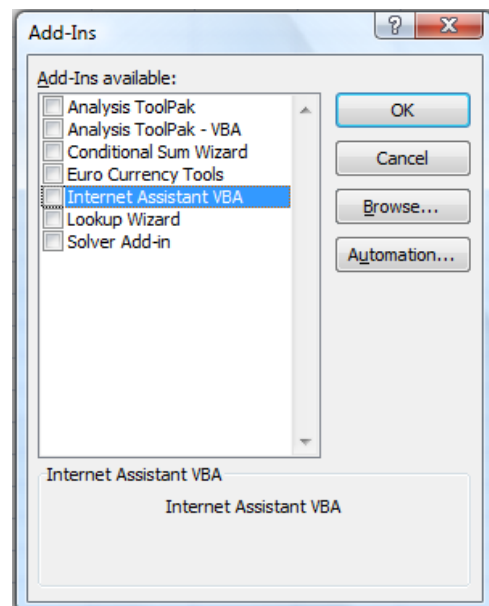 Add-Ins
?
X
Add-Ins available:
Analysis ToolPak
Analysis ToolPak - VBA
Conditional Sum Wizard
Euro Currency Tools
Internet Assistant VBA
Lookup Wizard
Solver Add-in
OK
Cancel
Browse...
Automation...
Internet Assistant VBA
Internet Assistant VBA